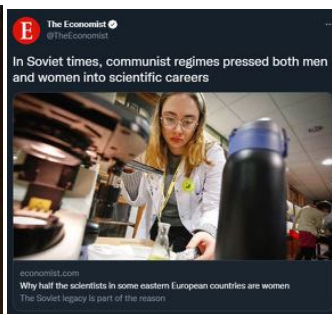 The Economist
@TheEconomist
In Soviet times, communist regimes pressed both men
and women into scientific careers
economist.com
Why half the scientists in some eastern European countries are women
The Soviet legacy is part of the reason